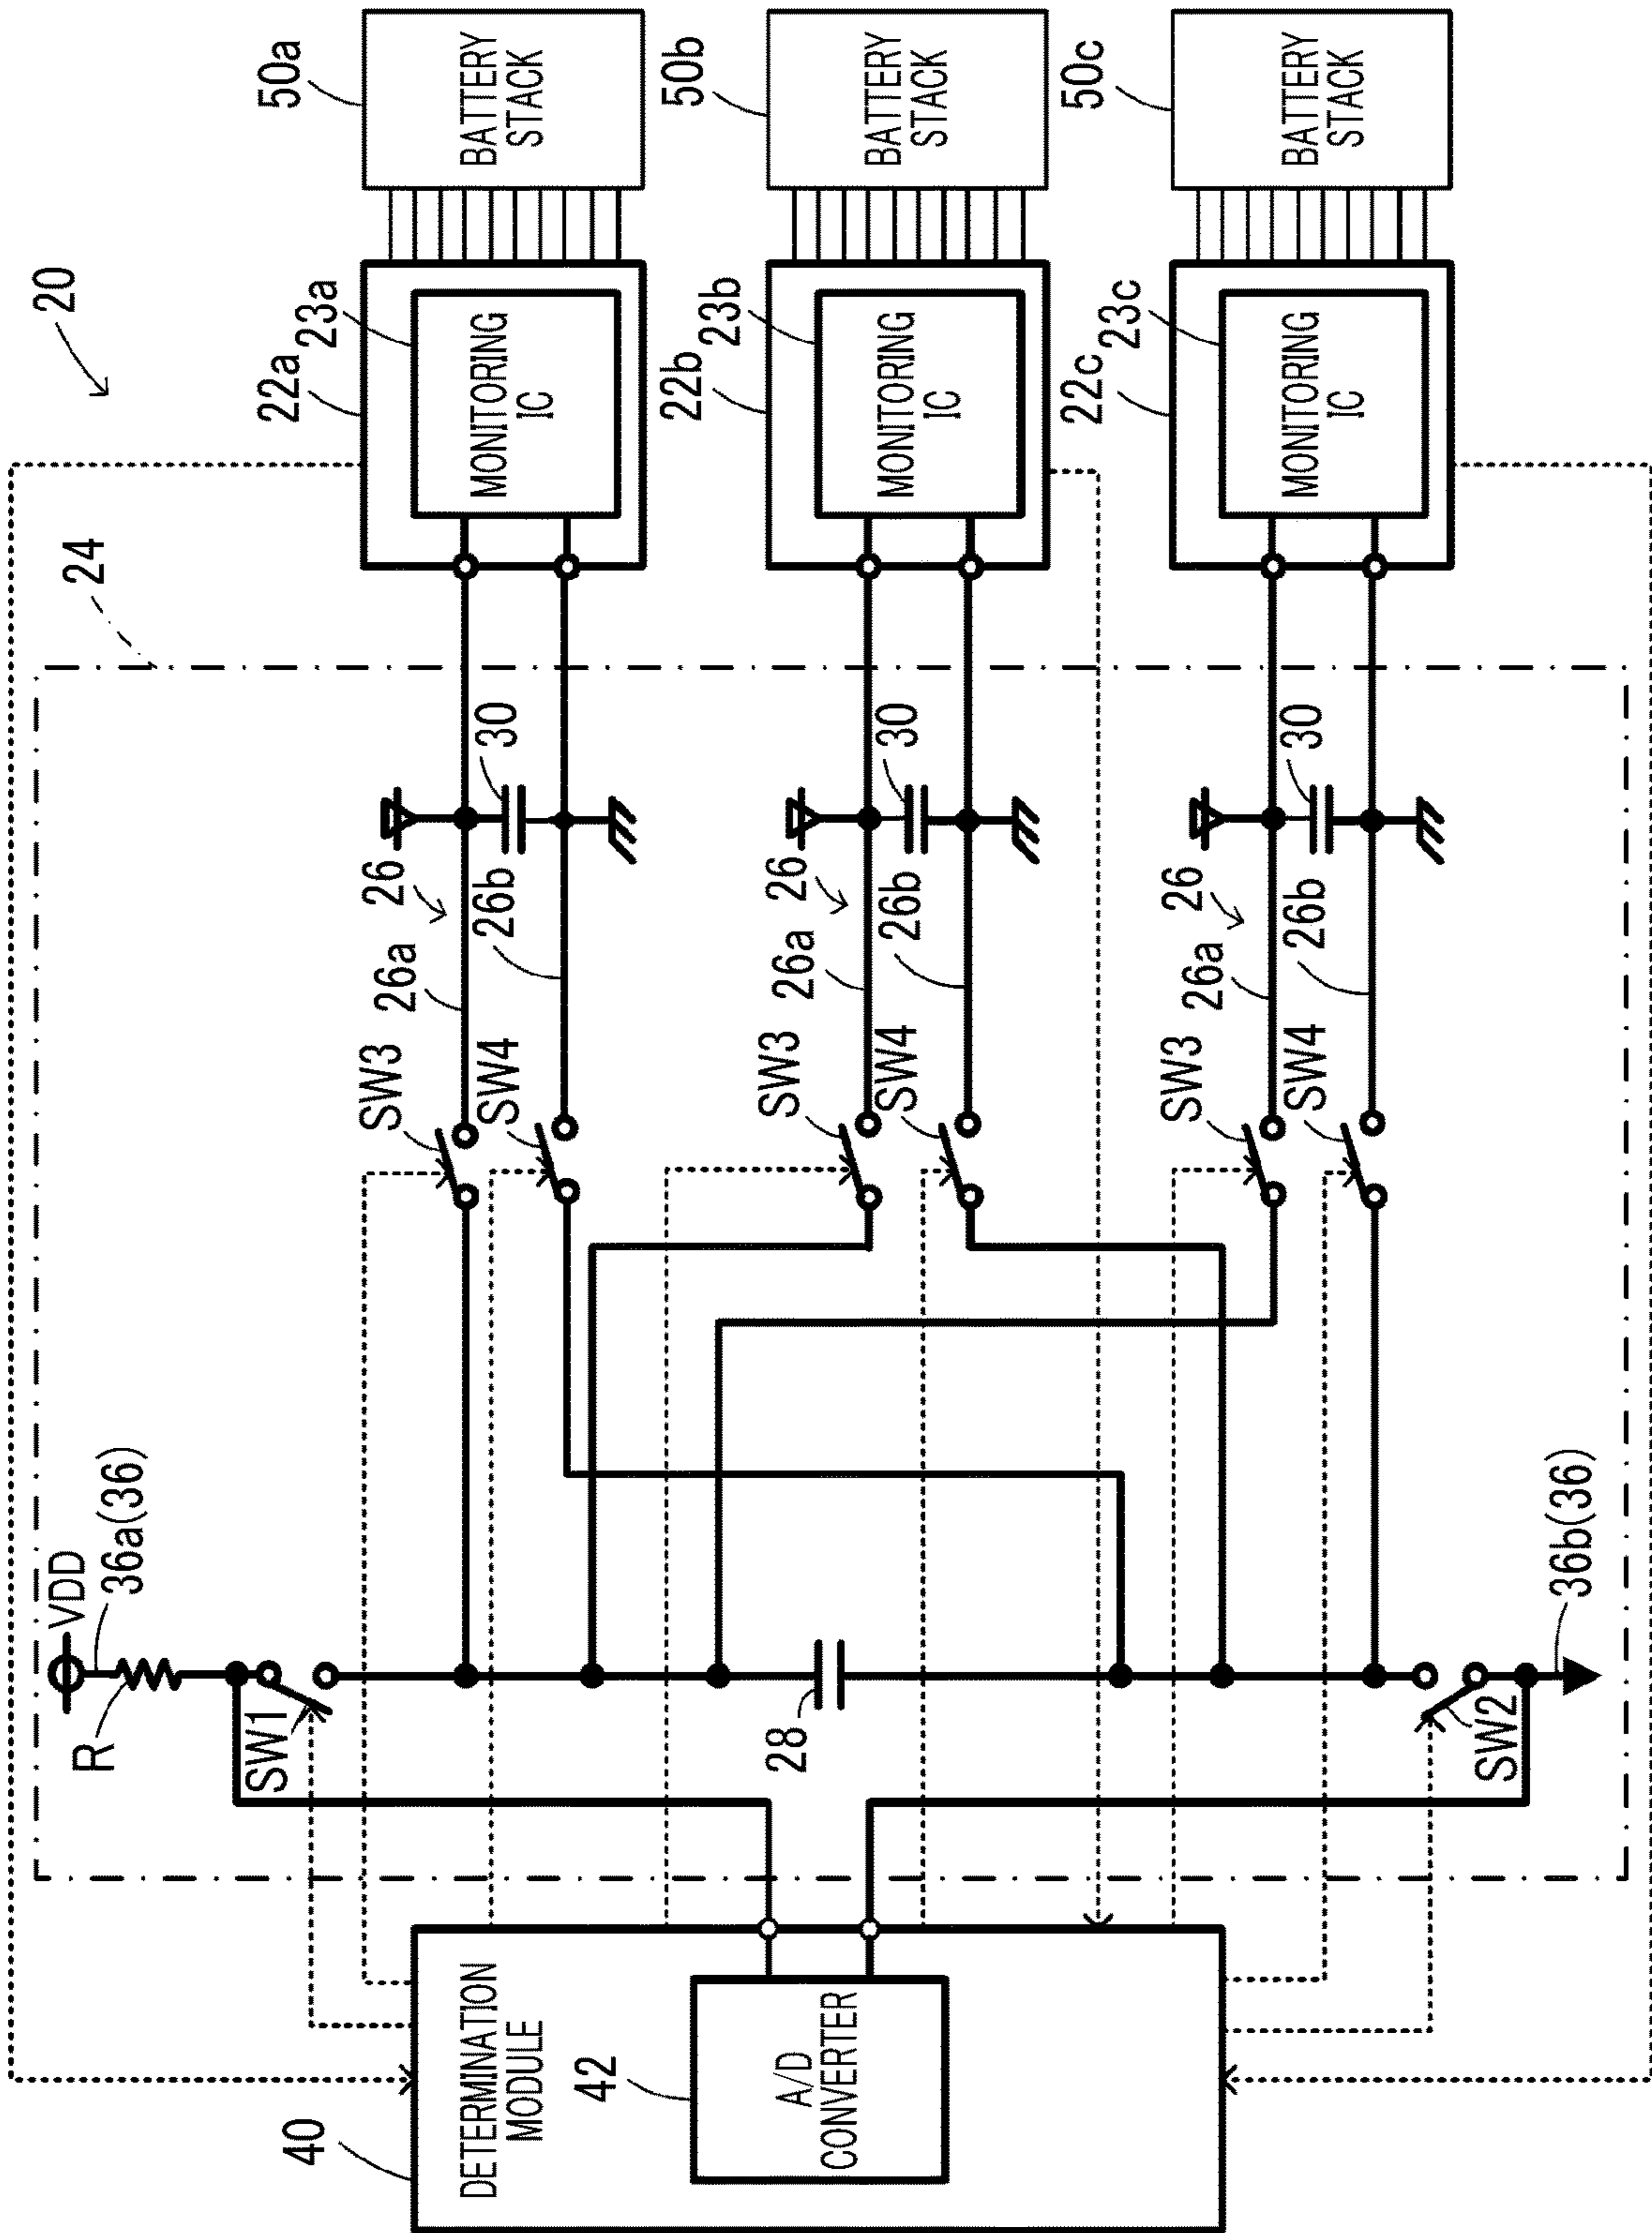 20
24
50a
BATTERY
STACK
50b
BATTERY
STACK
50c
BATTERY
STACK
22a
23a
MONITORING
IC
22b
23b
MONITORING
IC
22c
23c
MONITORING
IC
30
26
26a
26b
SW3
SW4
30
26
26a
26b
SW3
SW4
30
26
26a
26b
SW3
SW4
VDD
36a(36)
R
SW1
28
SW2
36b(36)
40
DETERMINATION
MODULE
42
A/D
CONVERTER